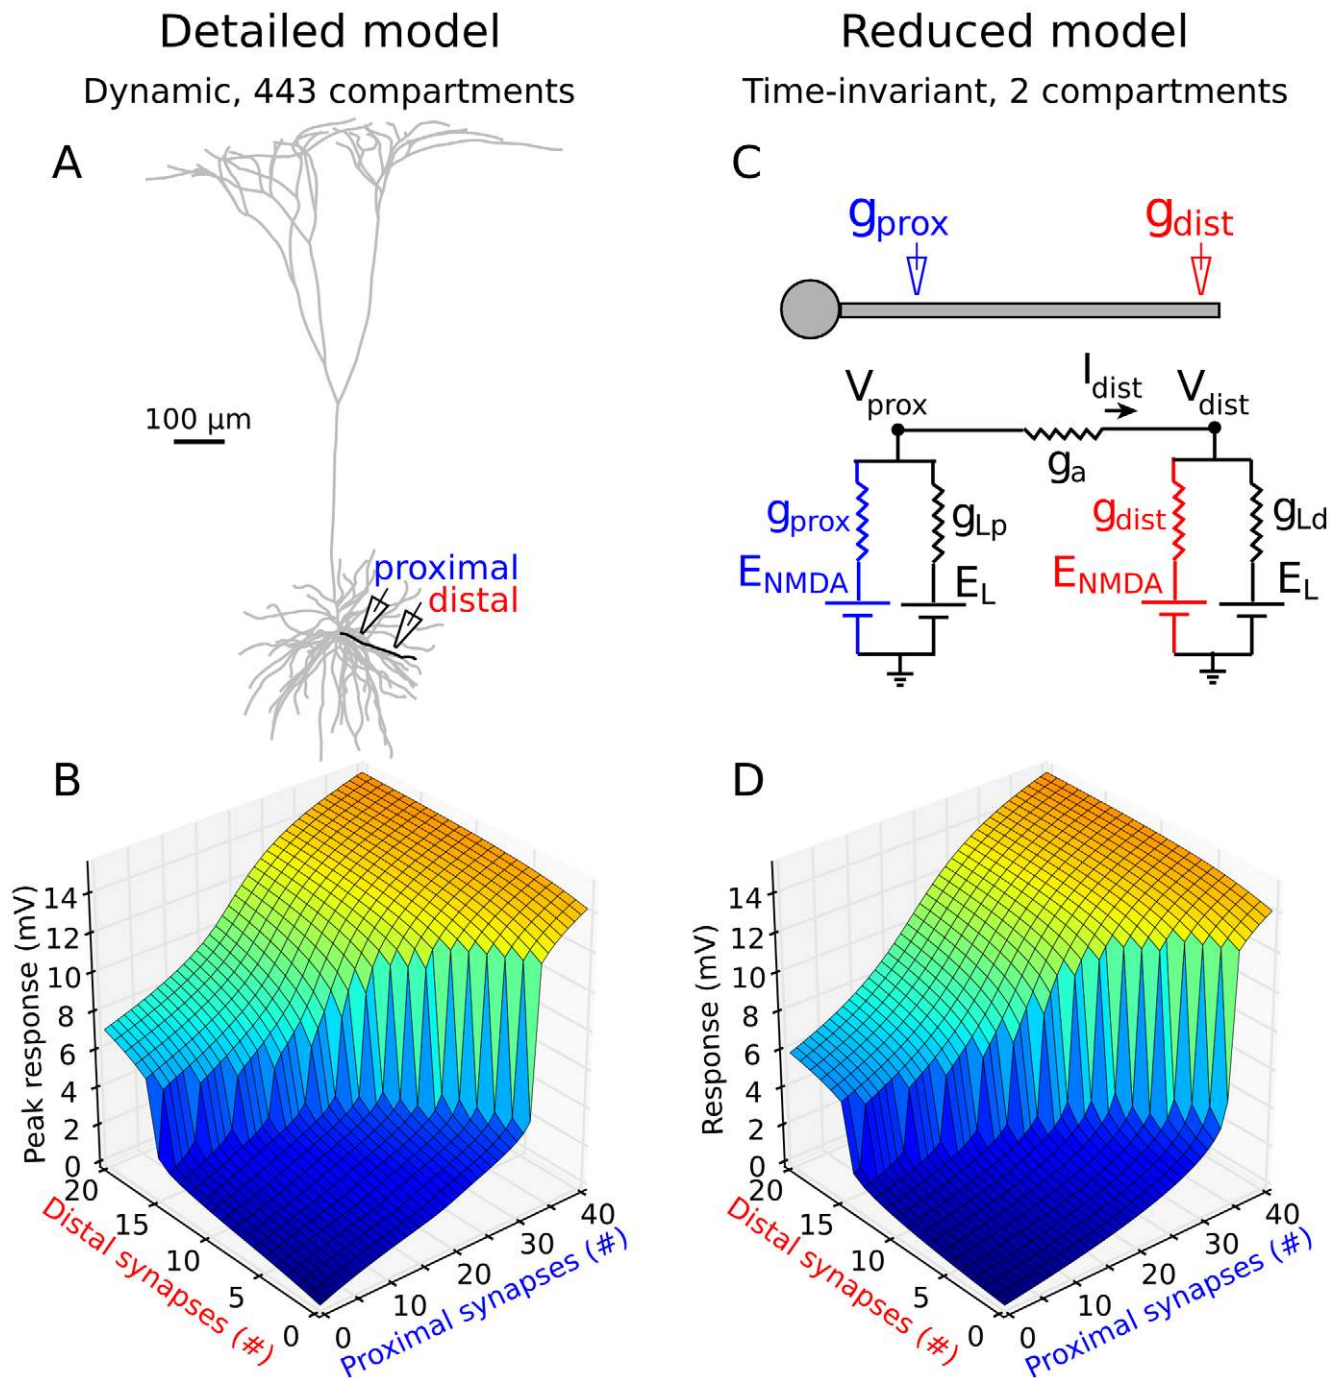 Detailed model
Dynamic, 443 compartments
A
100 µm
proximal
distal
B
Peak response (mV)
14
12
10
8
6
4
2
0
20
15
10
5
0
Distal synapses (#)
0
10
20
30
40
Proximal synapses (#)
Reduced model
Time-invariant, 2 compartments
C
gprox
gdist
Vprox
Idist
Vdist
ga
gprox
gLp
gdist
gLd
ENMDA
EL
ENMDA
EL
D
Response (mV)
14
12
10
8
6
4
2
0
20
15
10
5
0
Distal synapses (#)
0
10
20
30
40
Proximal synapses (#)